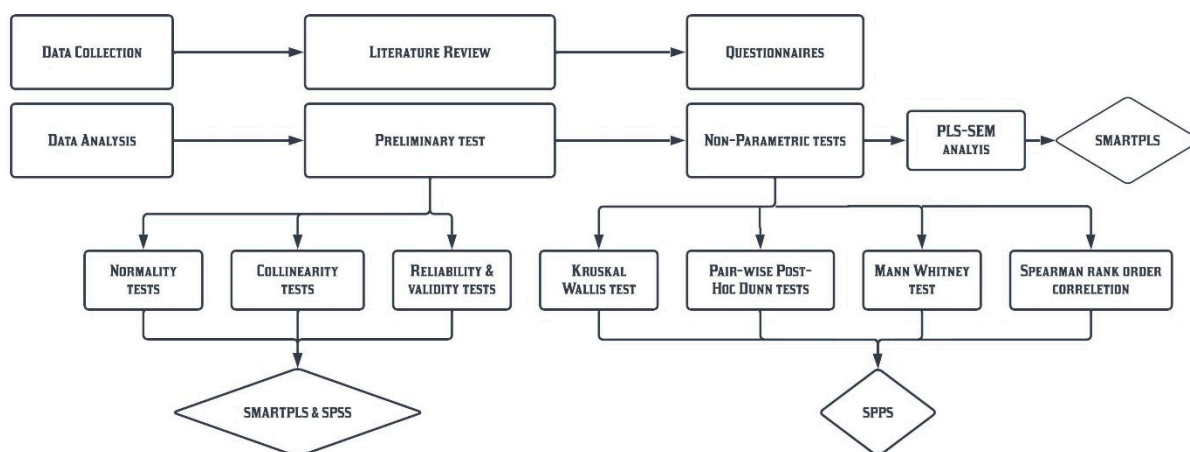 DATA COLLECTION
LITERATURE REVIEW
QUESTIONNAIRES
DATA ANALYSIS
PRELIMINARY TEST
NON-PARAMETRIC TESTS
PLS-SEM
ANALYIS
SMARTPLS
NORMALITY
TESTS
COLLINEARITY
TESTS
RELIABILITY &
VALIDITY TESTS
KRUSKAL
WALLIS TEST
PAIR-WISE POST-
HOC DUNN TESTS
MANN WHITNEY
TEST
SPEARMAN RANK ORDER
CORRELETION
SMARTPLS & SPSS
SPPS